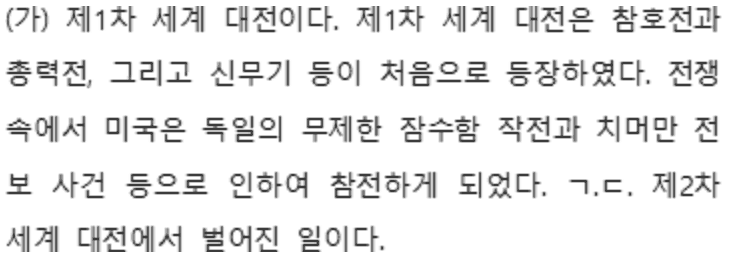 (가) 제1차 세계 대전이다. 제1차 세계 대전은 참호전과
총력전, 그리고 신무기 등이 처음으로 등장하였다. 전쟁
속에서 미국은 독일의 무제한 잠수함 작전과 치머만 전
보 사건 등으로 인하여 참전하게 되었다. ㄱ.ㄷ. 제2차
세계 대전에서 벌어진 일이다.